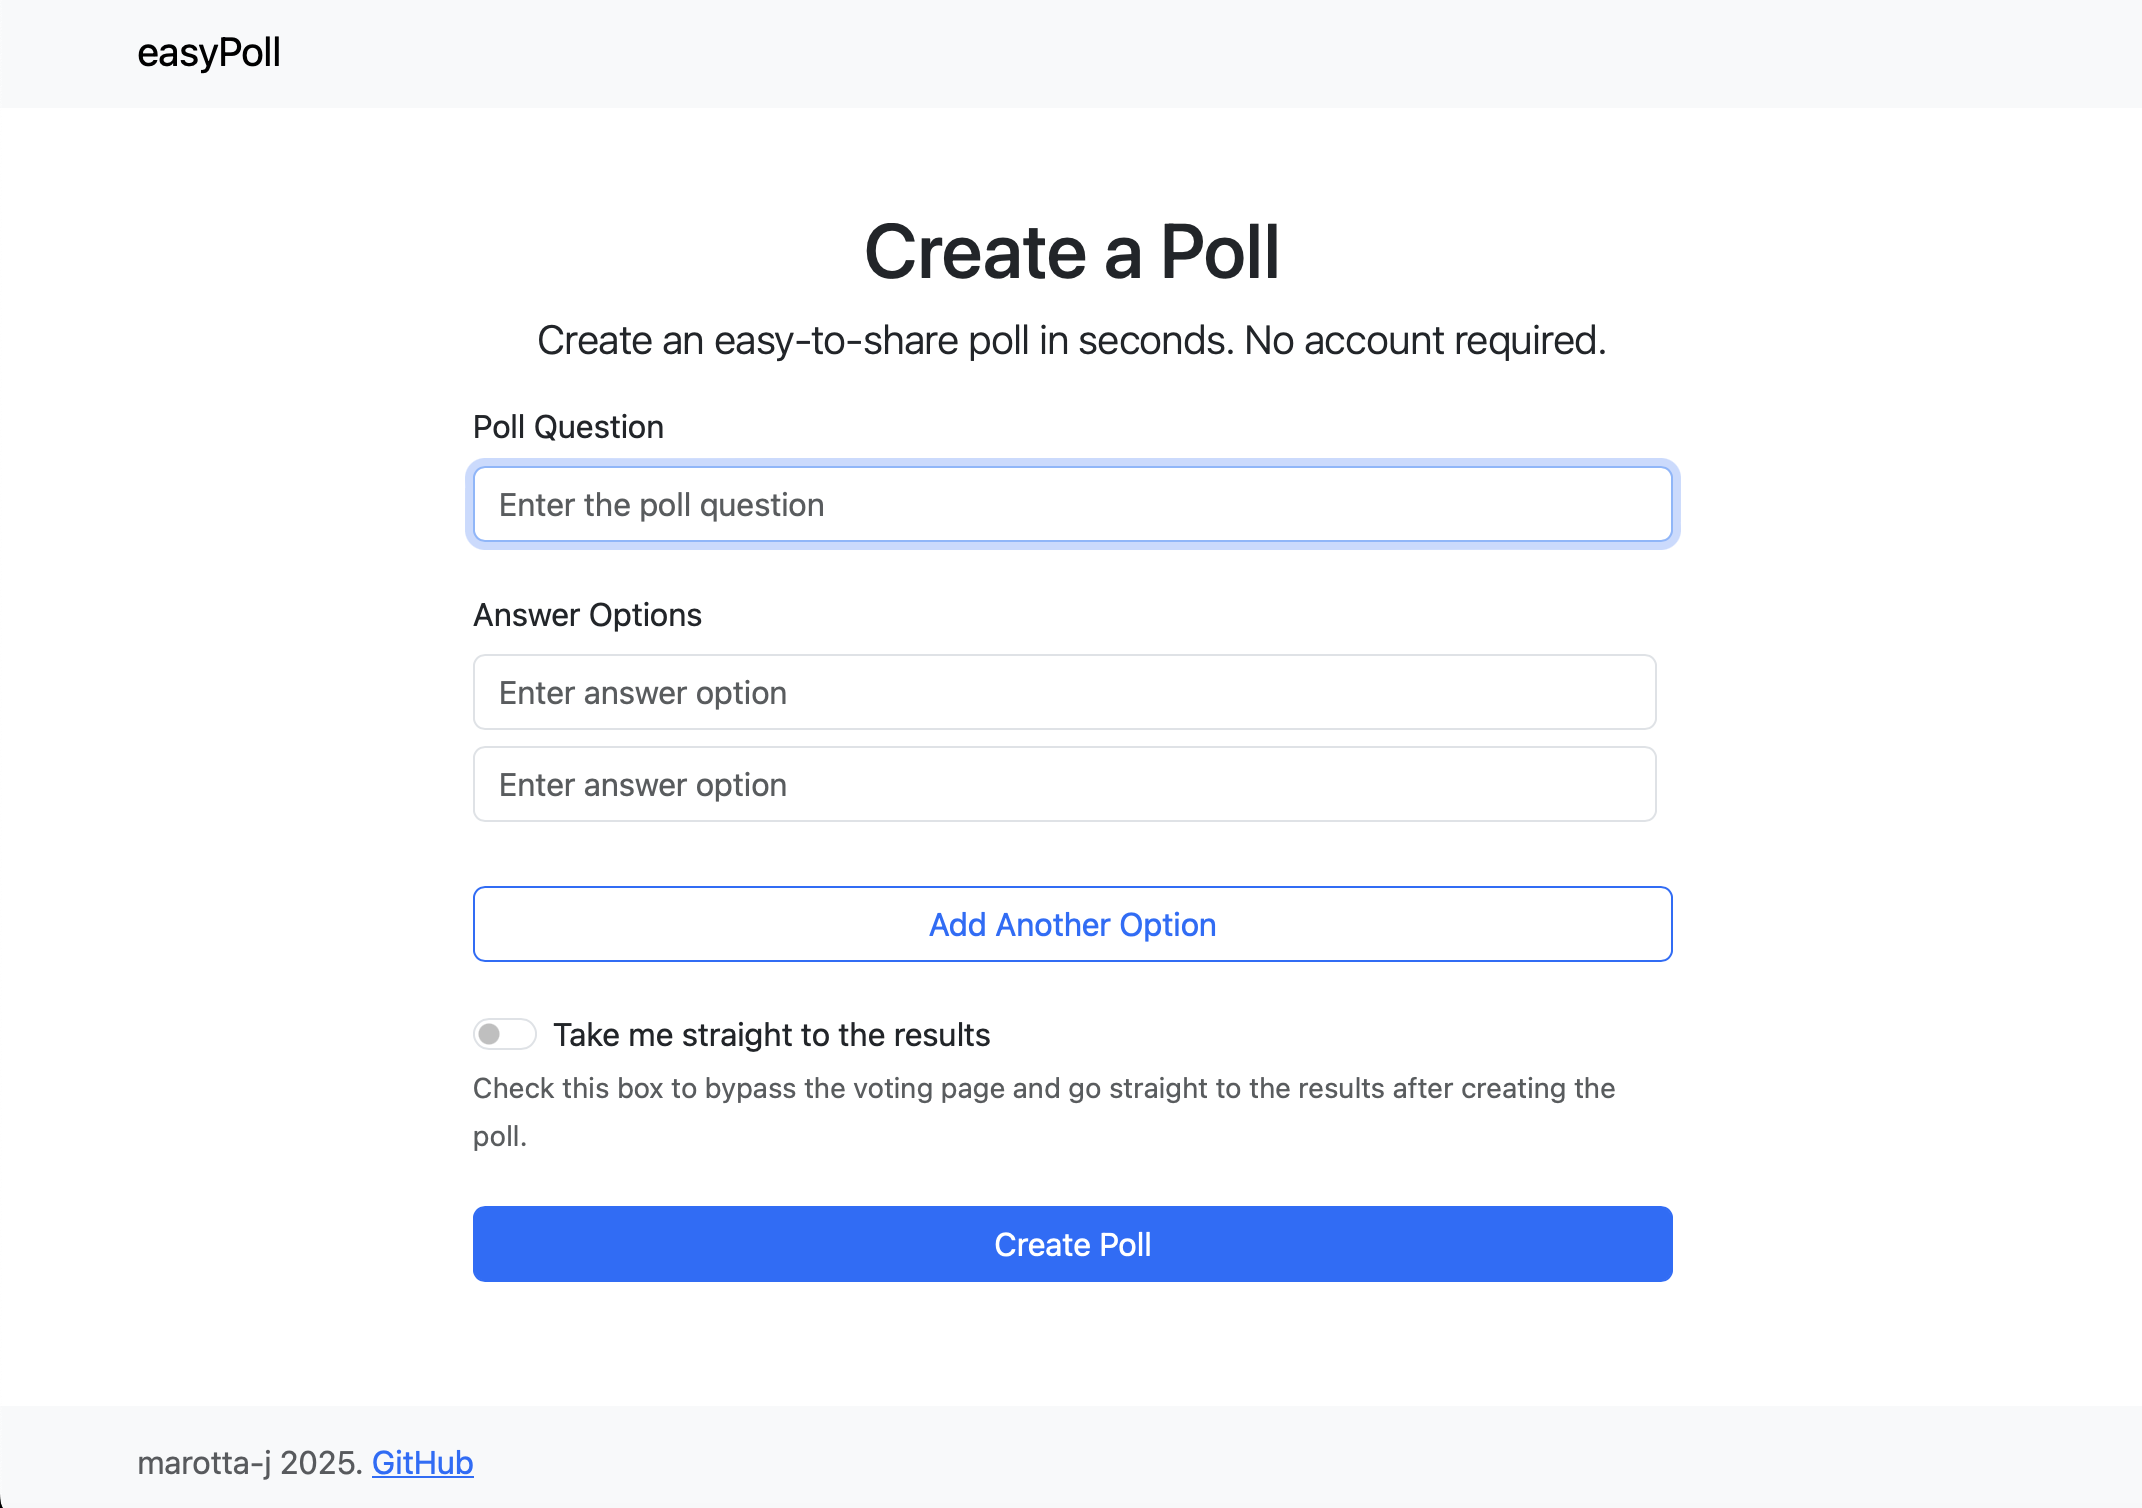 easyPoll
Create a Poll
Create an easy-to-share poll in seconds. No account required.
Poll Question
Enter the poll question
Answer Options
Enter answer option
Enter answer option
Add Another Option
Take me straight to the results
Check this box to bypass the voting page and go straight to the results after creating the
poll.
Create Poll
marotta-j 2025. GitHub